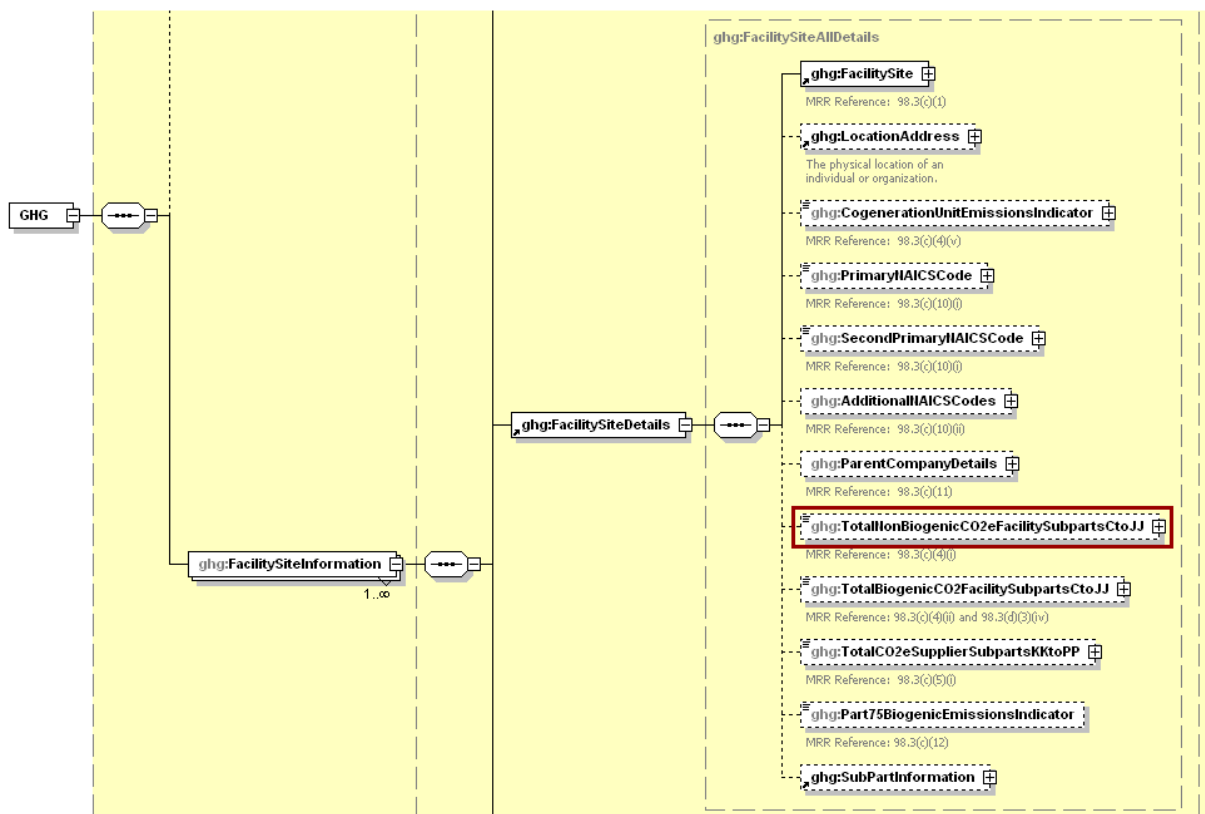 ghg:FacilitySiteAllDetails
ghg:FacilitySite
MRR Reference: 98.3(c)(1)
ghg:LocationAddress
The physical location of an
individual or organization.
GHG
ghg:CogenerationUnitEmissionsIndicator
MRR Reference: 98.3(c)(4)(v)
ghg:PrimaryNAICSCode
MRR Reference: 98.3(c)(10)(i)
ghg:SecondPrimaryNAICSCode
MRR Reference: 98.3(c)(10)(i)
ghg:AdditionalNAICSCodes
MRR Reference: 98.3(c)(10)(ii)
ghg:FacilitySiteDetails
ghg:ParentCompanyDetails
MRR Reference: 98.3(c)(11)
ghg:TotalNonBiogenicCO2eFacilitySubpartsCtoJJ
MRR Reference: 98.3(c)(4)(i)
ghg:FacilitySiteInformation
1..∞
ghg:TotalBiogenicCO2FacilitySubpartsCtoJJ
MRR Reference: 98.3(c)(4)(ii) and 98.3(d)(3)(iv)
ghg:TotalCO2eSupplierSubpartsKKtoPP
MRR Reference: 98.3(c)(5)(i)
ghg:Part75BiogenicEmissionsIndicator
MRR Reference: 98.3(c)(12)
ghg:SubPartInformation